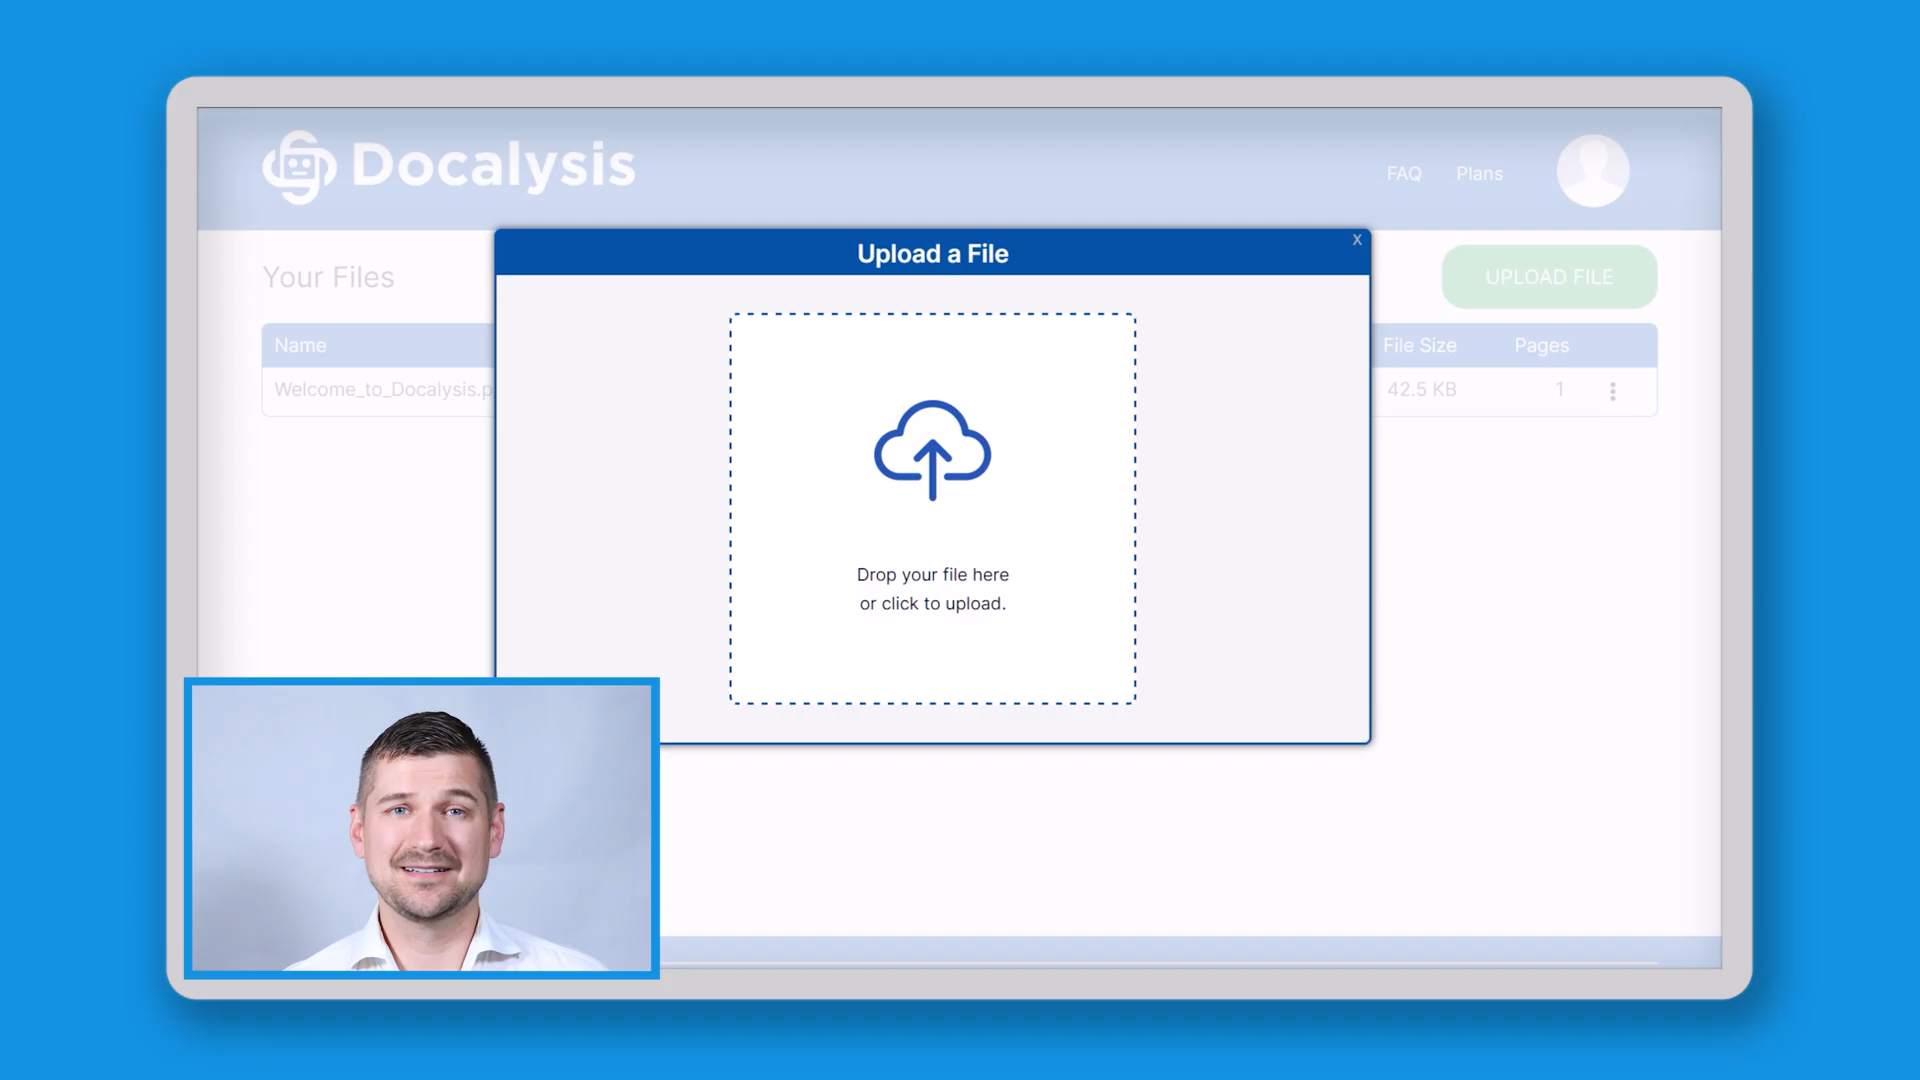 Docalysis
FAQ
Plans
Upload a File
X
Your Files
UPLOAD FILE
Name
File Size
Pages
Welcome_to_Docalysis.p
42.5 KB
1
Drop your file here
or click to upload.